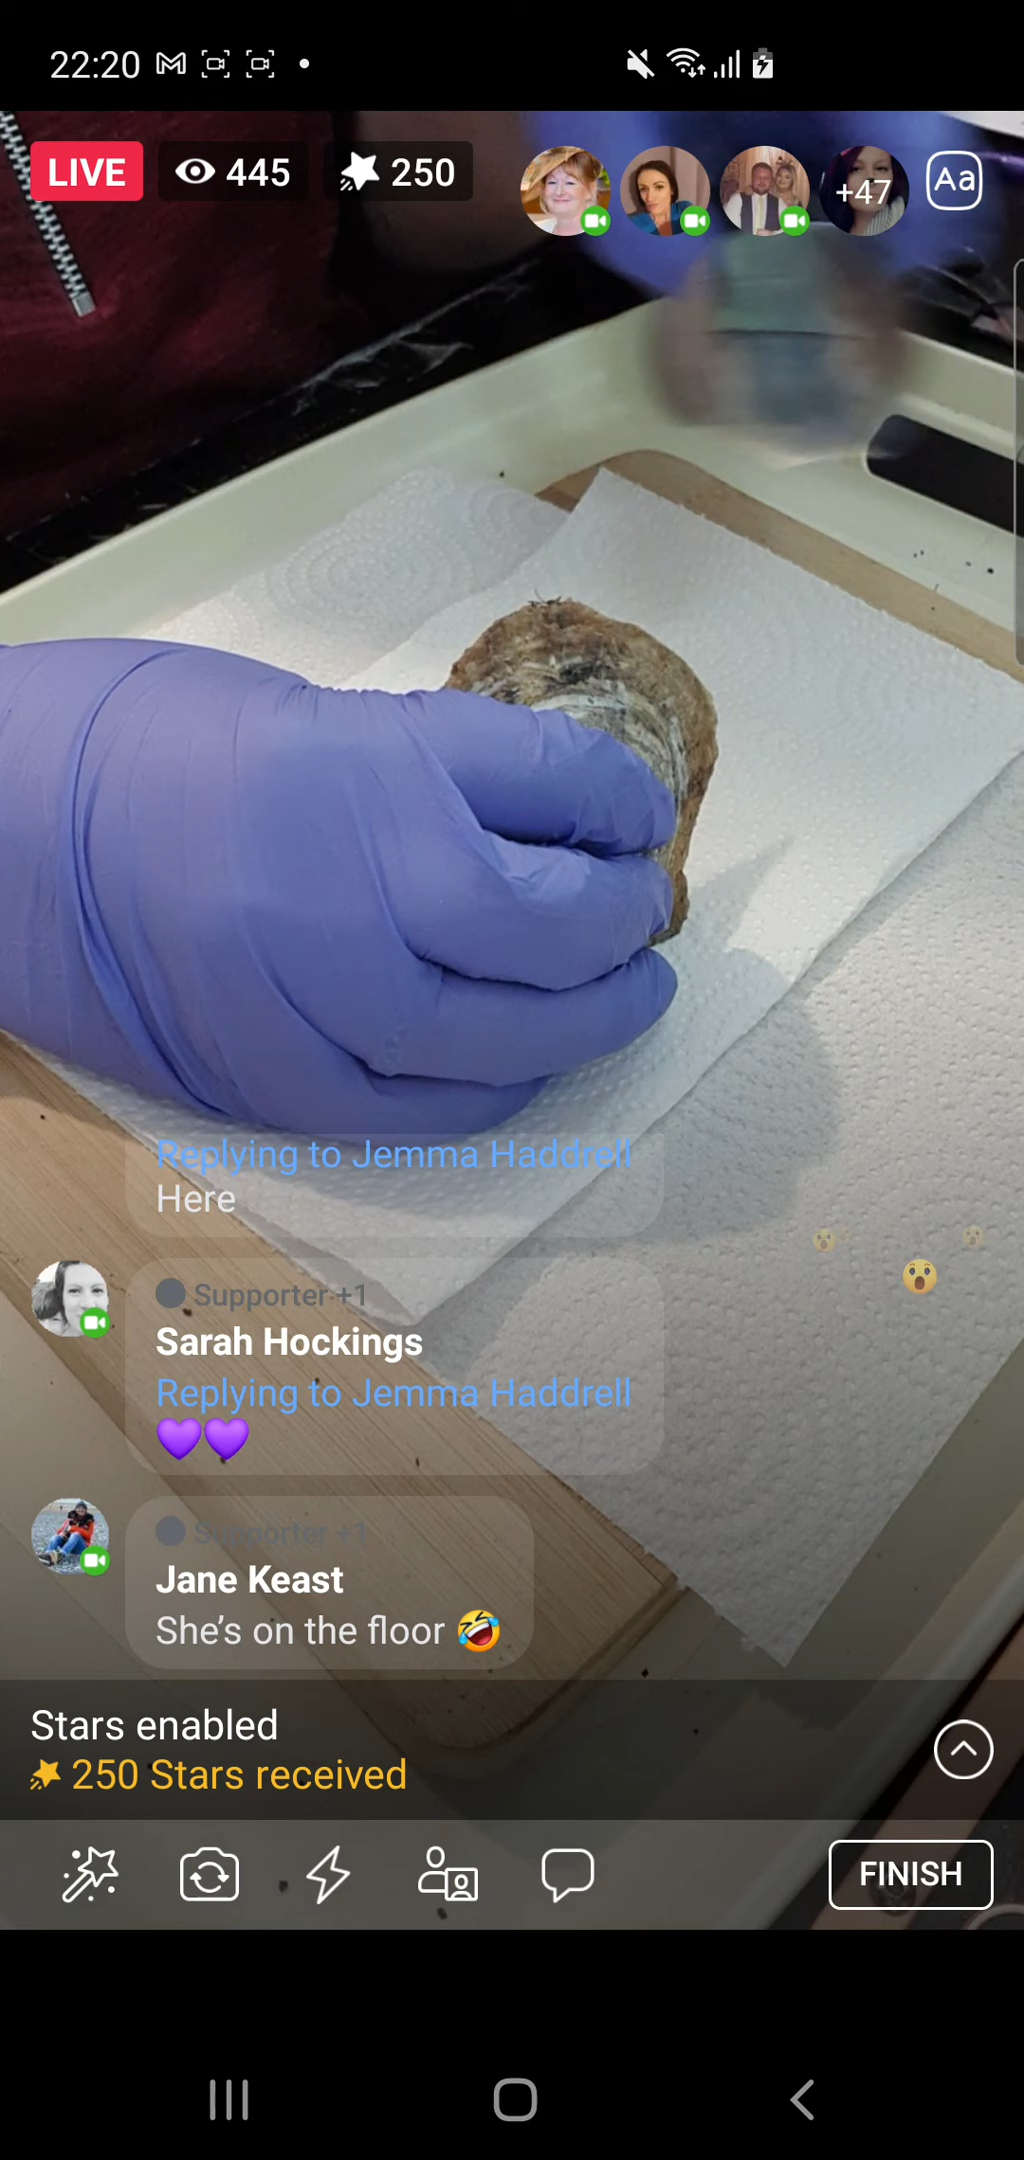 22:20
LIVE
445
250
+47
Aa
Replying to Jemma Haddrell
Here
Supporter +1
Sarah Hockings
Replying to Jemma Haddrell
💜💜
Supporter +1
Jane Keast
She's on the floor 🤣
Stars enabled
250 Stars received
FINISH